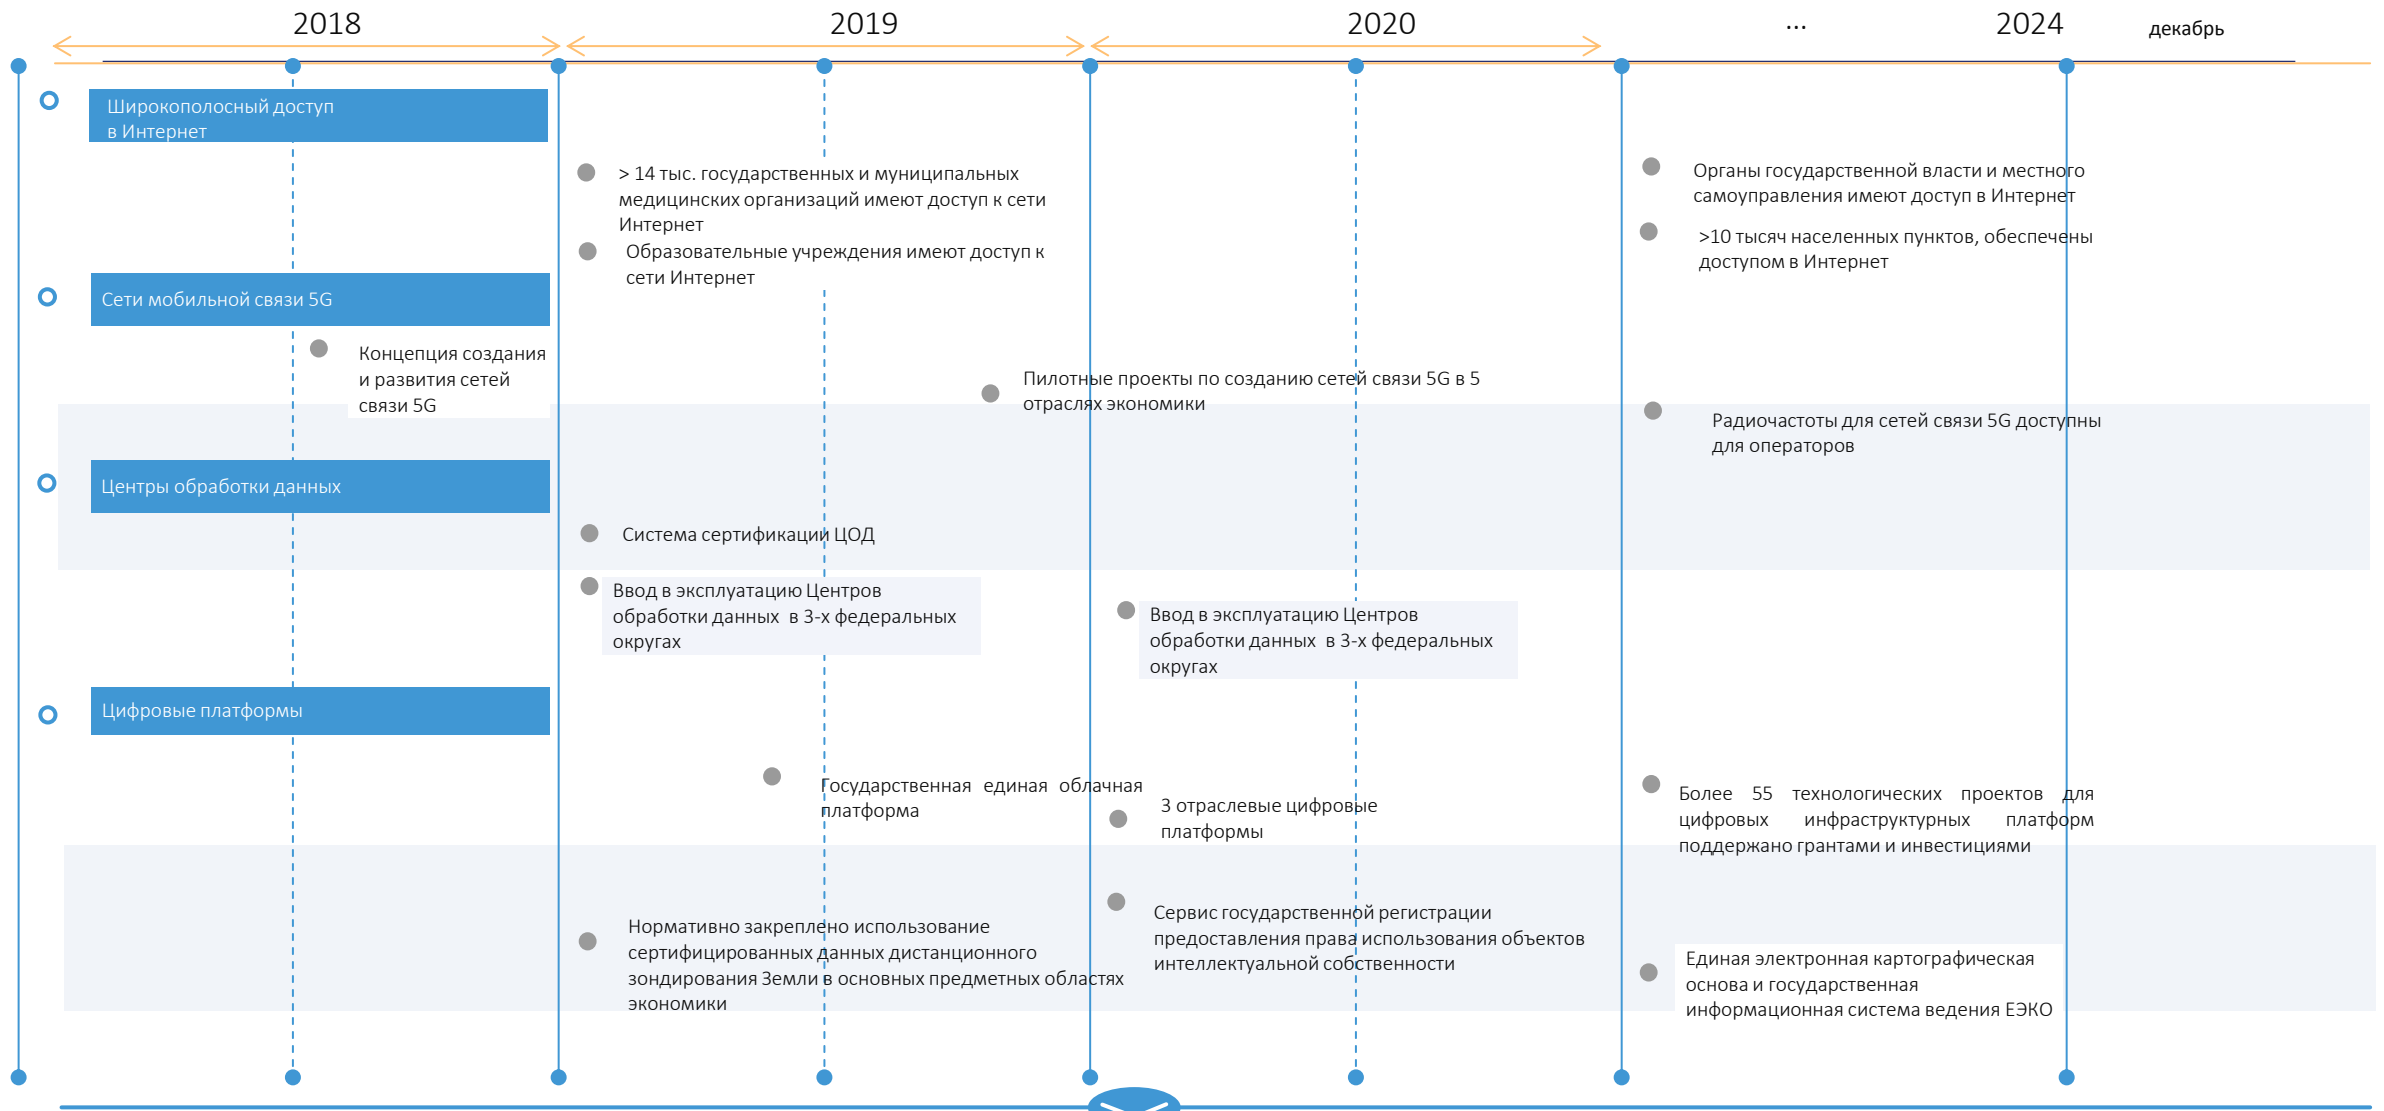 2018
2019
2020
...
2024
декабрь
Широкополосный доступ
в Интернет
> 14 тыс. государственных и муниципальных
медицинских организаций имеют доступ к сети
Интернет
Образовательные учреждения имеют доступ к
сети Интернет
Органы государственной власти и местного
самоуправления имеют доступ в Интернет
>10 тысяч населенных пунктов, обеспечены
доступом в Интернет
Сети мобильной связи 5G
Концепция создания
и развития сетей
связи 5G
Пилотные проекты по созданию сетей связи 5G в 5
отраслях экономики
Радиочастоты для сетей связи 5G доступны
для операторов
Центры обработки данных
Система сертификации ЦОД
Ввод в эксплуатацию Центров
обработки данных в 3-х федеральных
округах
Ввод в эксплуатацию Центров
обработки данных в 3-х федеральных
округах
Цифровые платформы
Государственная единая облачная
платформа
3 отраслевые цифровые
платформы
Более 55 технологических проектов для
цифровых инфраструктурных платформ
поддержано грантами и инвестициями
Нормативно закреплено использование
сертифицированных данных дистанционного
зондирования Земли в основных предметных областях
экономики
Сервис государственной регистрации
предоставления права использования объектов
интеллектуальной собственности
Единая электронная картографическая
основа и государственная
информационная система ведения ЕЭКО